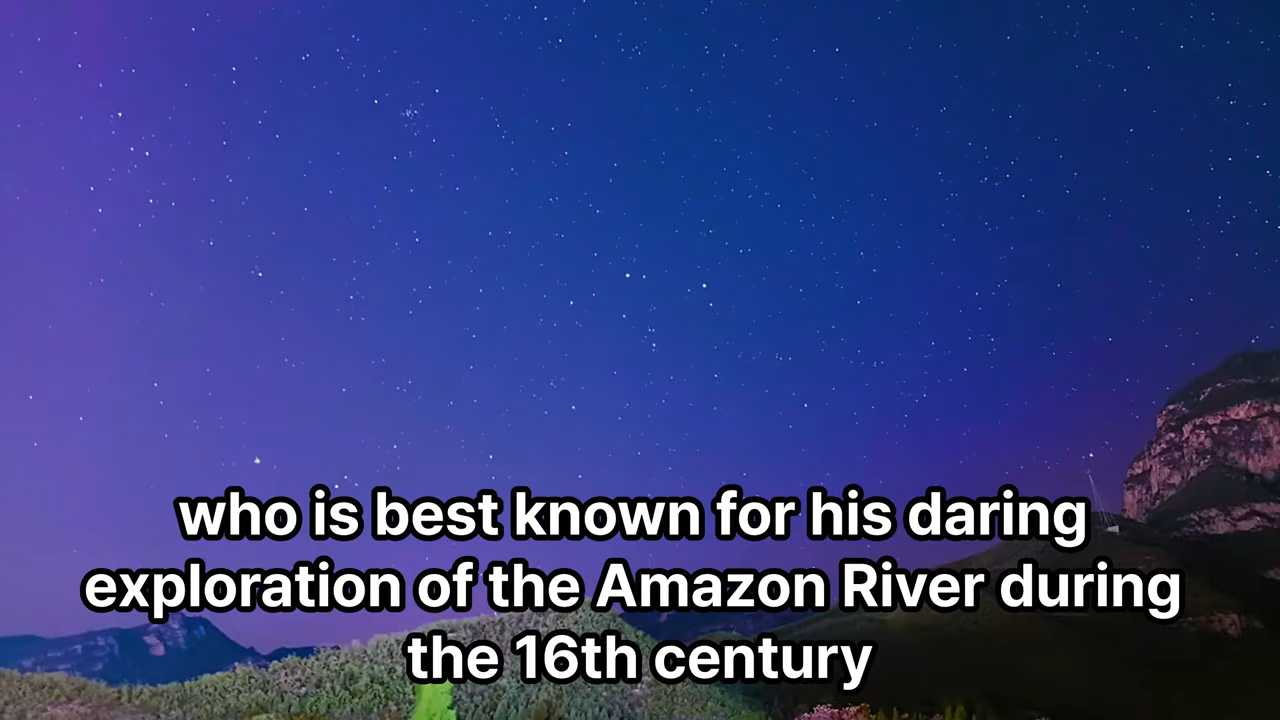 who is best known for his daring
exploration of the Amazon River during
the 16th century